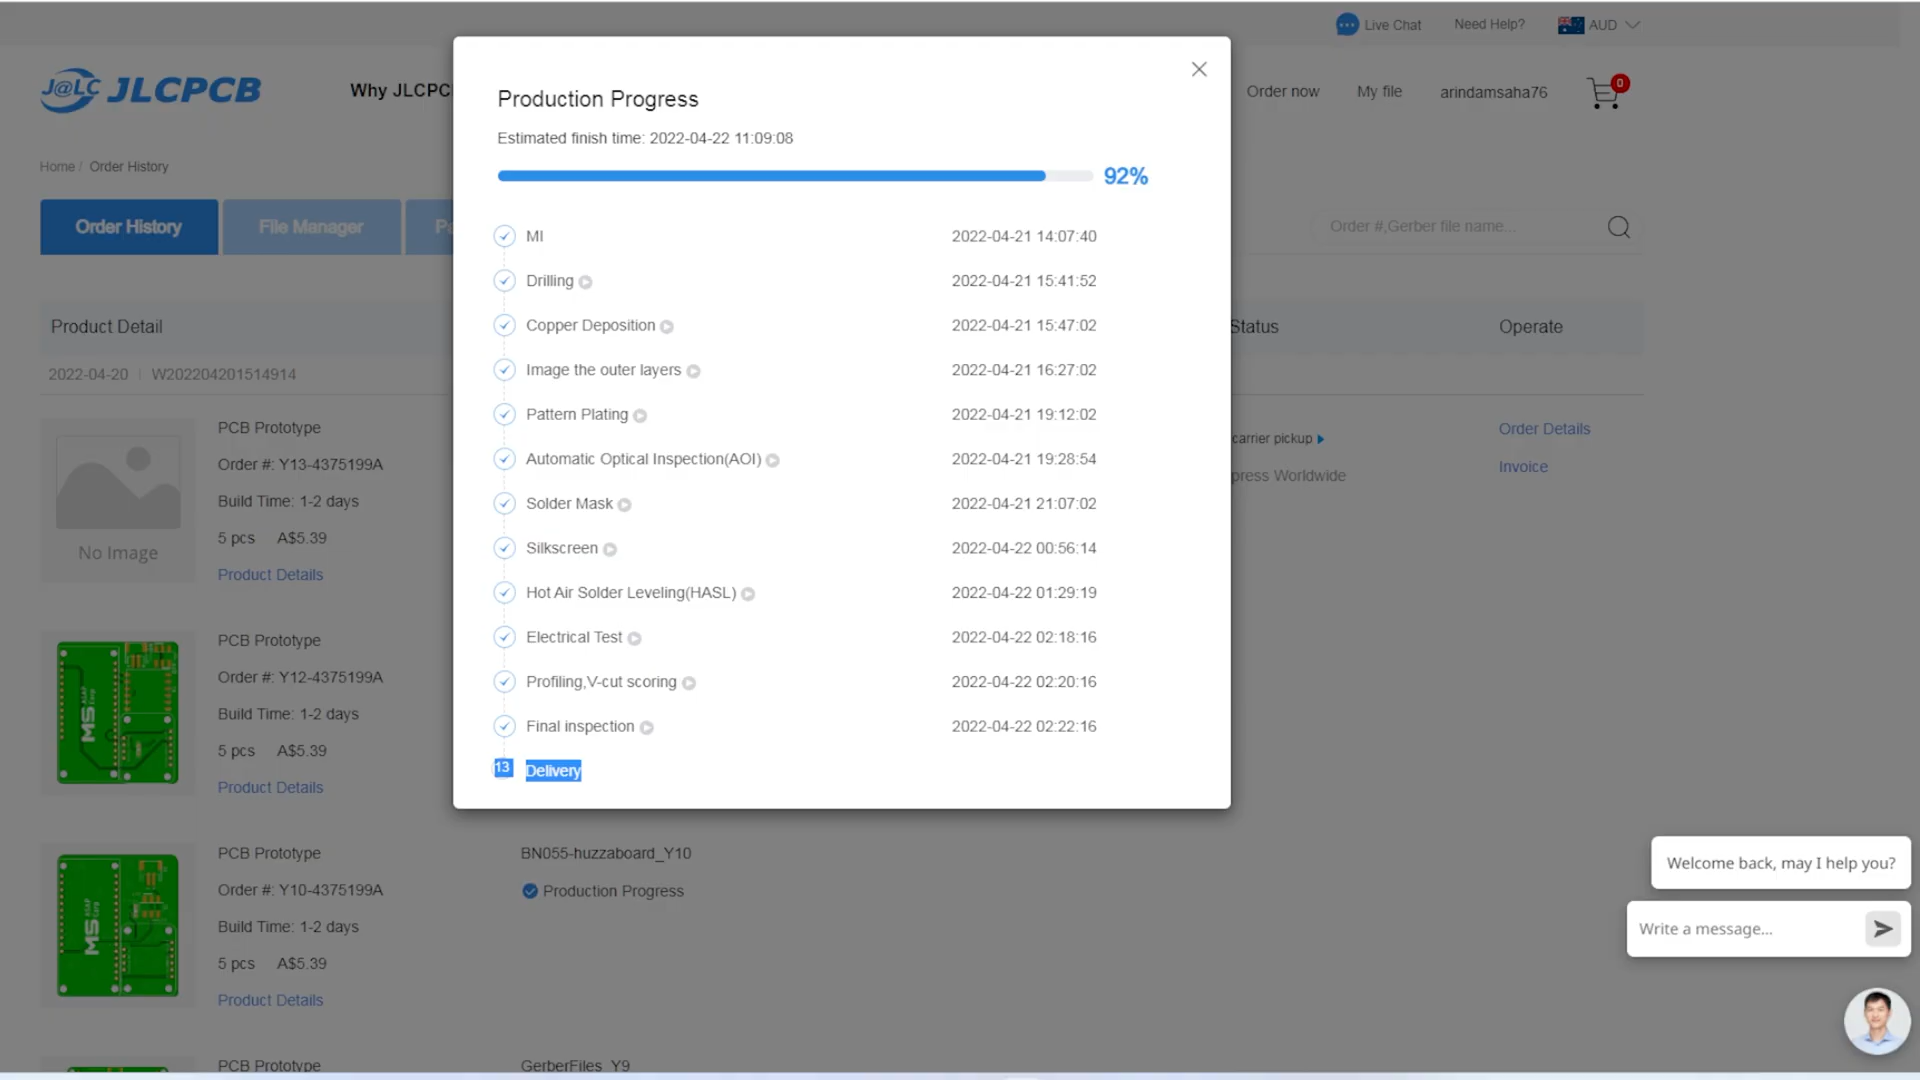 Live Chat
Need Help?
AUD
J@LC JLCPCB
Why JLCPC
Order now
My file
arindamsaha76
0
Home / Order History
Order History
File Manager
Order #,Gerber file name...
Product Detail
Status
Operate
2022-04-20 W202204201514914
No Image
PCB Prototype
Order #: Y13-4375199A
Build Time: 1-2 days
5 pcs A$5.39
Product Details
carrier pickup
press Worldwide
Order Details
Invoice
PCB Prototype
Order #: Y12-4375199A
Build Time: 1-2 days
5 pcs A$5.39
Product Details
MS ASAP Corp
PCB Prototype
Order #: Y10-4375199A
Build Time: 1-2 days
5 pcs A$5.39
Product Details
MS ASAP Corp
BN055-huzzaboard_Y10
Production Progress
PCB Prototype
GerberFiles_Y9
Production Progress
Estimated finish time: 2022-04-22 11:09:08
92%
MI 2022-04-21 14:07:40
Drilling 2022-04-21 15:41:52
Copper Deposition 2022-04-21 15:47:02
Image the outer layers 2022-04-21 16:27:02
Pattern Plating 2022-04-21 19:12:02
Automatic Optical Inspection(AOI) 2022-04-21 19:28:54
Solder Mask 2022-04-21 21:07:02
Silkscreen 2022-04-22 00:56:14
Hot Air Solder Leveling(HASL) 2022-04-22 01:29:19
Electrical Test 2022-04-22 02:18:16
Profiling,V-cut scoring 2022-04-22 02:20:16
Final inspection 2022-04-22 02:22:16
13 Delivery
Welcome back, may I help you?
Write a message...